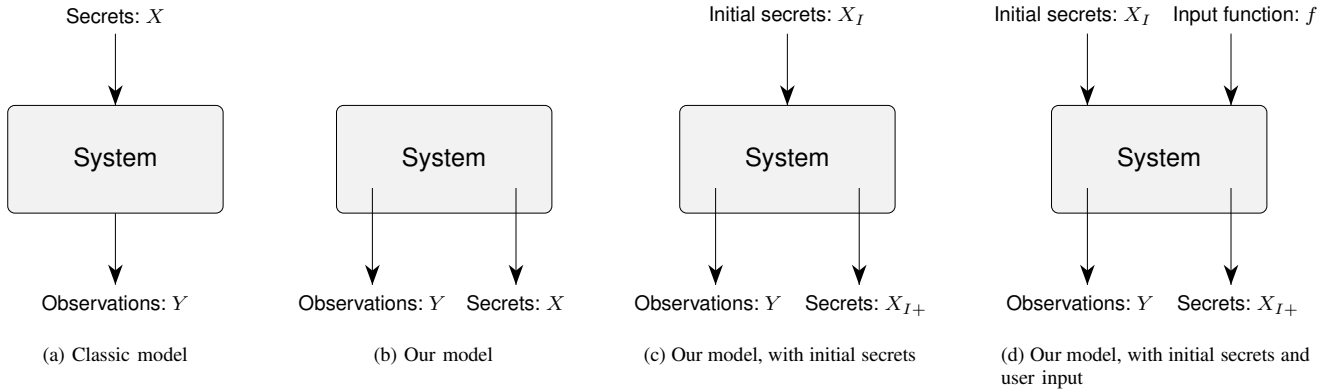 Secrets: X
Initial secrets: X_I
Initial secrets: X_I
Input function: f
System
System
System
System
Observations: Y
Observations: Y
Secrets: X
Observations: Y
Secrets: X_{I+}
Observations: Y
Secrets: X_{I+}
(a) Classic model
(b) Our model
(c) Our model, with initial secrets
(d) Our model, with initial secrets and
user input